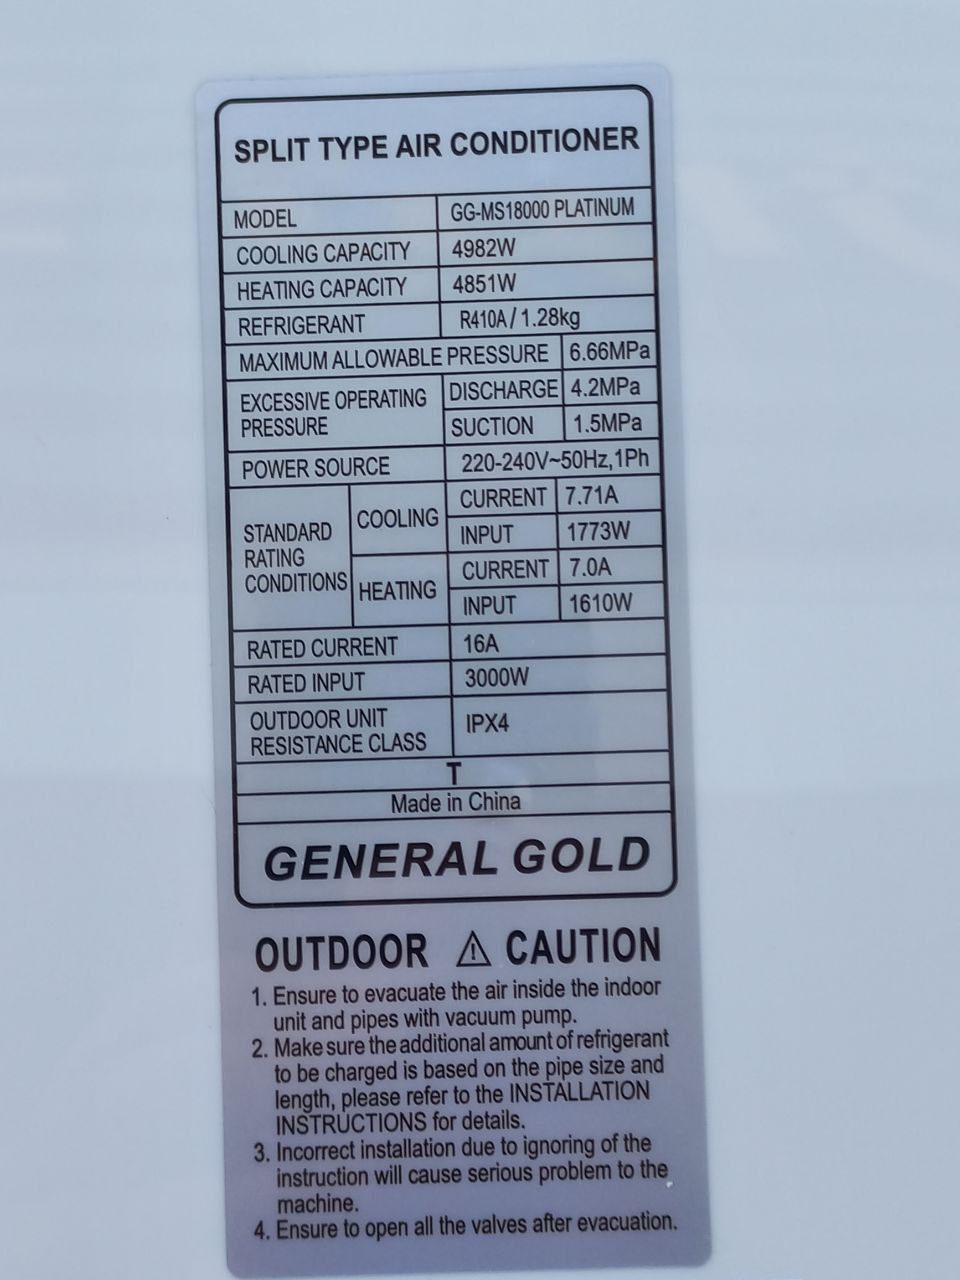 SPLIT TYPE AIR CONDITIONER
MODEL GG-MS18000 PLATINUM
COOLING CAPACITY 4982W
HEATING CAPACITY 4851W
REFRIGERANT R410A/1.28kg
MAXIMUM ALLOWABLE PRESSURE 6.66MPa
EXCESSIVE OPERATING PRESSURE DISCHARGE 4.2MPa
SUCTION 1.5MPa
POWER SOURCE 220-240V~50Hz,1Ph
STANDARD RATING CONDITIONS COOLING CURRENT 7.71A
INPUT 1773W
HEATING CURRENT 7.0A
INPUT 1610W
RATED CURRENT 16A
RATED INPUT 3000W
OUTDOOR UNIT RESISTANCE CLASS IPX4
T
Made in China
GENERAL GOLD
OUTDOOR ⚠ CAUTION
1. Ensure to evacuate the air inside the indoor
unit and pipes with vacuum pump.
2. Make sure the additional amount of refrigerant
to be charged is based on the pipe size and
length, please refer to the INSTALLATION
INSTRUCTIONS for details.
3. Incorrect installation due to ignoring of the
instruction will cause serious problem to the
machine.
4. Ensure to open all the valves after evacuation.